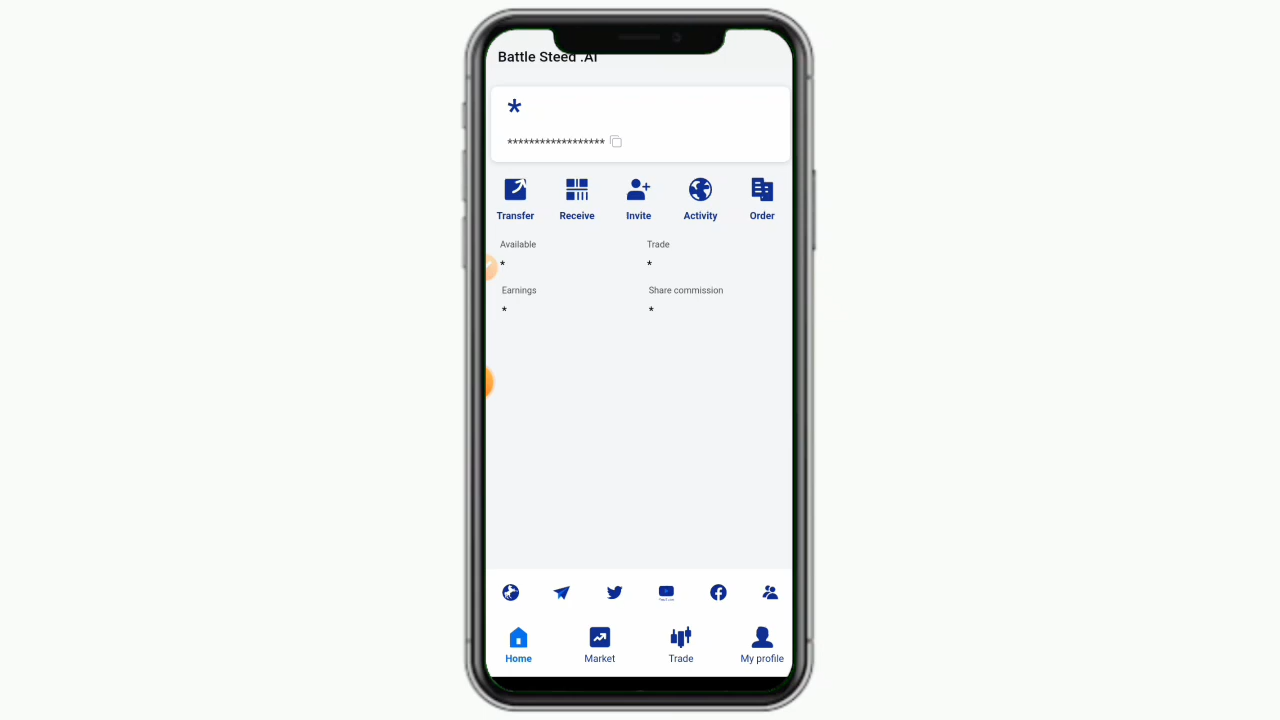 Battle Steed .AI
*
******************
Transfer Receive Invite Activity Order
Available Trade
* *
Earnings Share commission
* *
Home Market Trade My profile